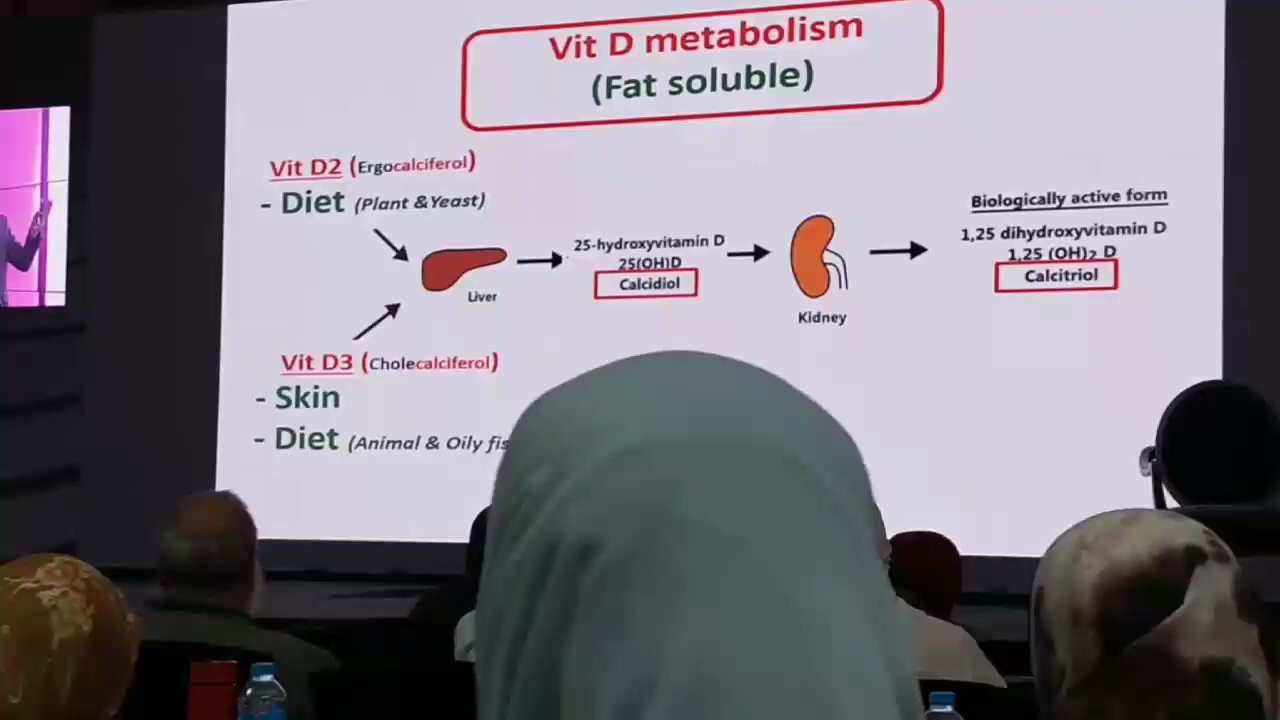 Vit D metabolism
(Fat soluble)
Vit D2 (Ergocalciferol)
- Diet (Plant & Yeast)
Liver
25-hydroxyvitamin D
25(OH)D
Calcidiol
Kidney
Biologically active form
1,25 dihydroxyvitamin D
1,25 (OH)₂ D
Calcitriol
Vit D3 (Cholecalciferol)
- Skin
- Diet (Animal & Oily